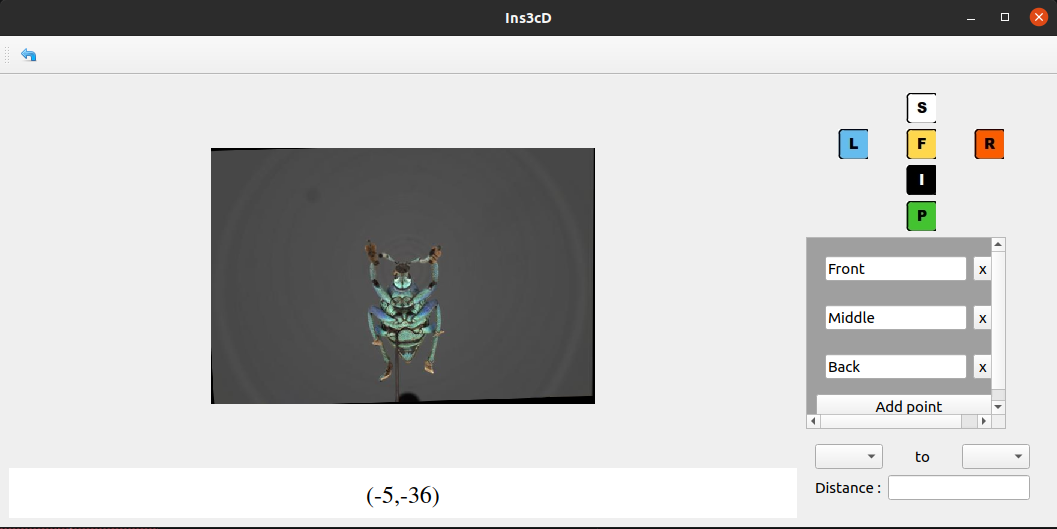 Ins3cD
S
L F R
I
P
Front x
Middle x
Back x
Add point
to
Distance :
(-5,-36)